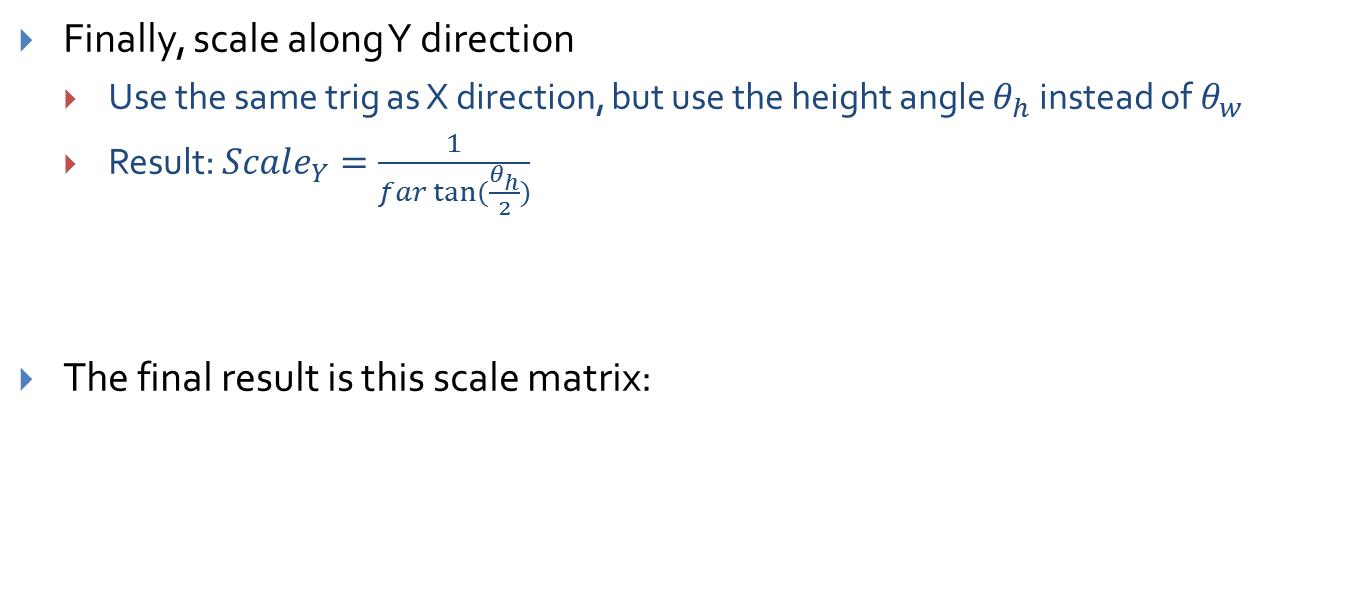 Finally, scale along Y direction
Use the same trig as X direction, but use the height angle θ_h instead of θ_w
Result: Scale_Y = 1 / (far tan(θ_h/2))
The final result is this scale matrix: